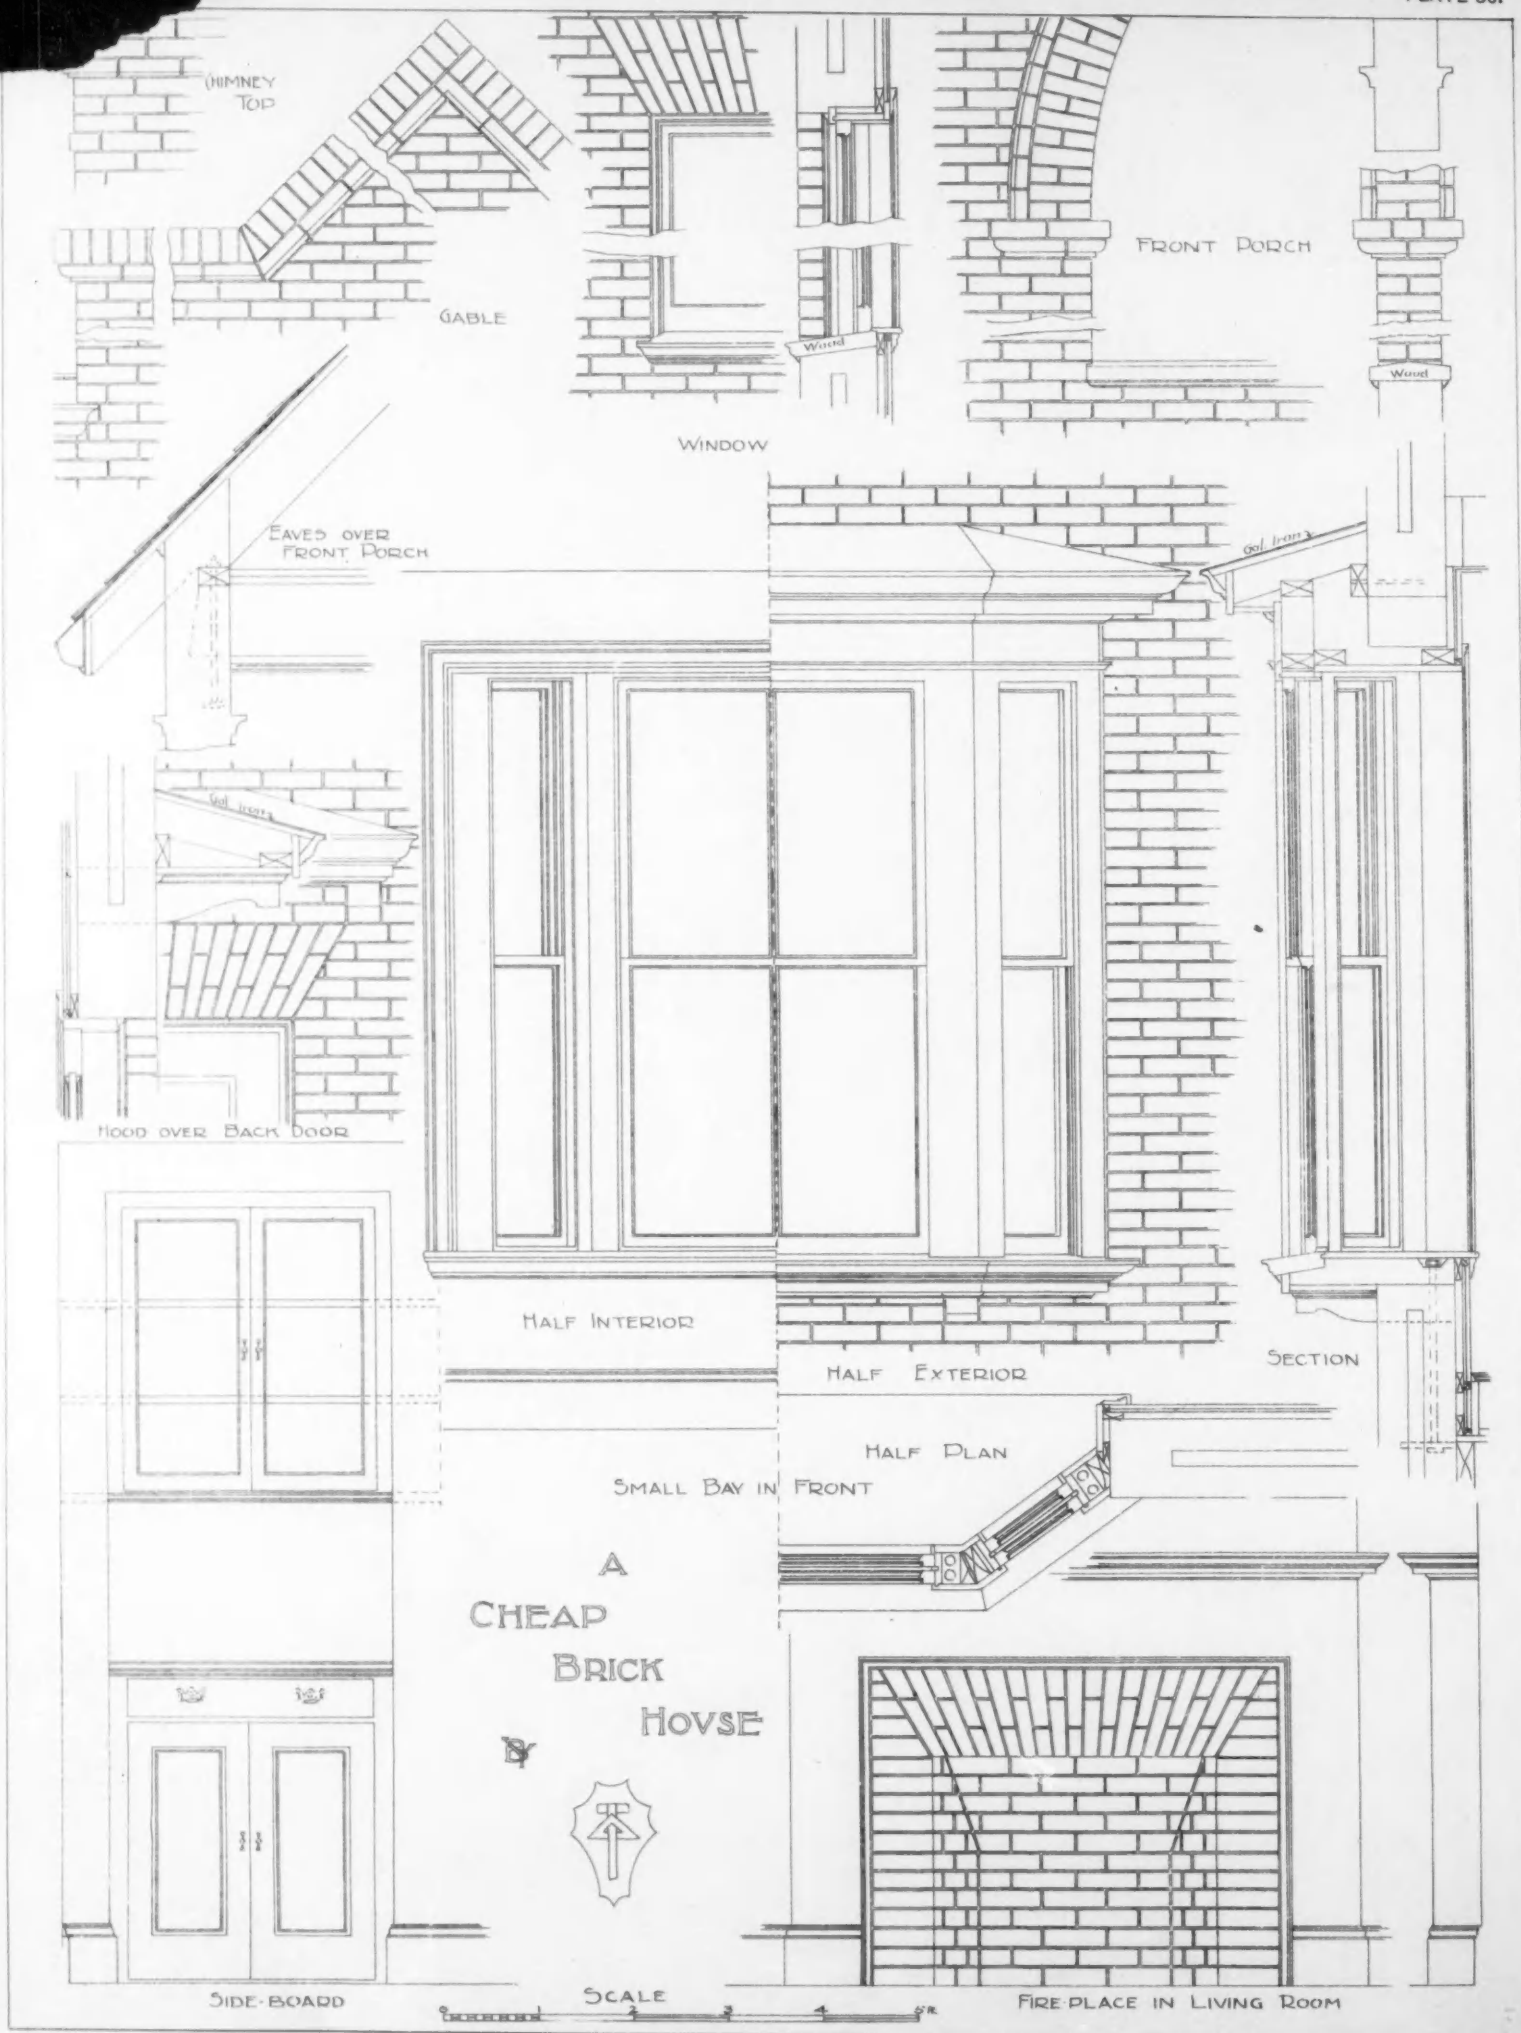 CHIMNEY
TOP
GABLE
Wood
FRONT PORCH
Wood
WINDOW
EAVES OVER
FRONT PORCH
Gal. Iron
Gal. Iron
HOOD OVER BACK DOOR
HALF INTERIOR
HALF EXTERIOR
SECTION
HALF PLAN
SMALL BAY IN FRONT
A
CHEAP
BRICK
HOVSE
BY
SIDE-BOARD
SCALE
0 1 2 3 4 5 ft.
FIRE-PLACE IN LIVING ROOM